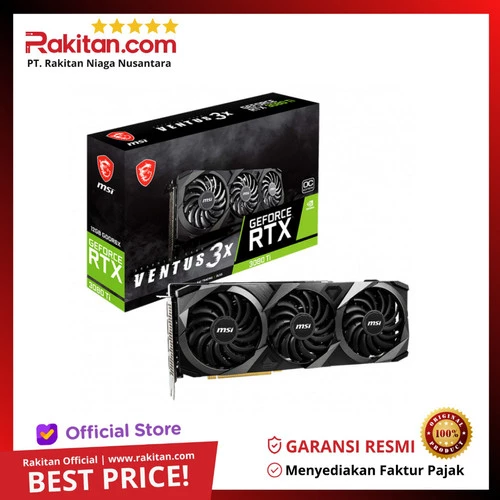 Rakitan.com
PT. Rakitan Niaga Nusantara
msi
VENTUS 3X
OC
GEFORCE
RTX
3080 Ti
12GB GDDR6X
GEFORCE
RTX
3080 Ti
VENTUS 3X
msi
msi
msi
Official Store
Rakitan Official | www.rakitan.com
BEST PRICE!
GARANSI RESMI
Menyediakan Faktur Pajak
ORIGINAL
100%
PRODUCT